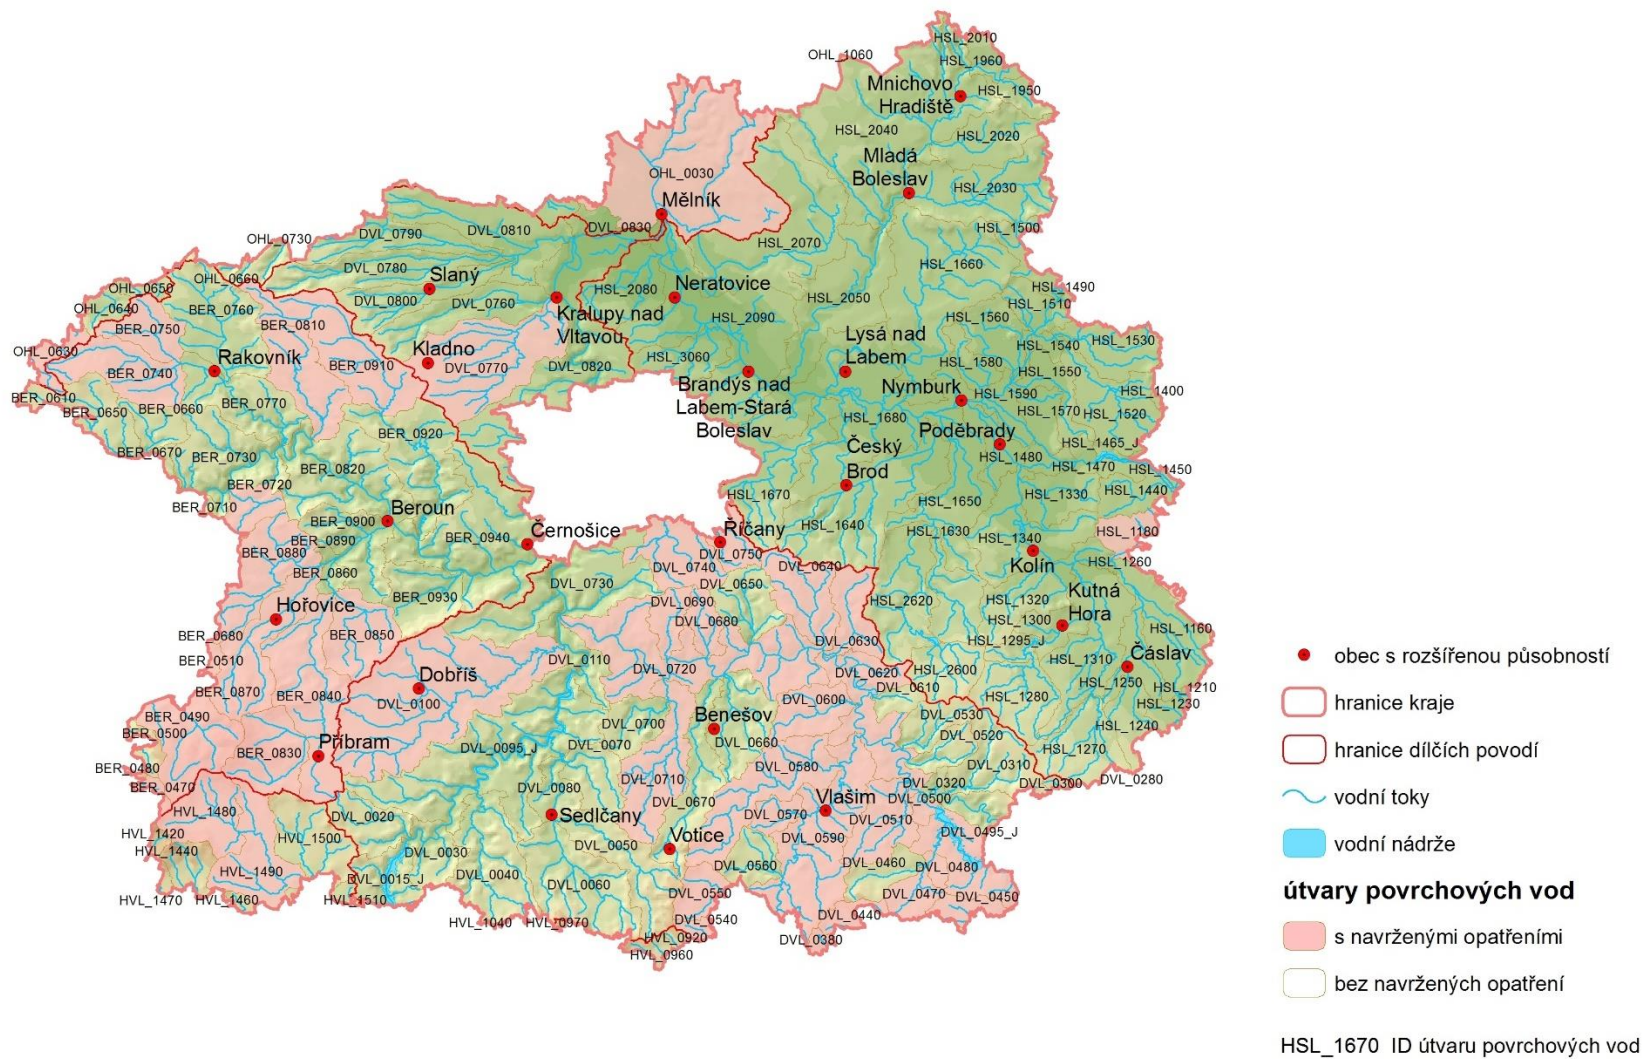 HSL_2010
OHL_1060
HSL_1960
Mnichovo
Hradiště
HSL_1950
HSL_2040
HSL_2020
Mladá
Boleslav
OHL_0030
HSL_2030
Mělník
DVL_0790
DVL_0810
DVL_0830
HSL_1500
OHL_0730
HSL_2070
DVL_0780
HSL_1660
OHL_0660
Slaný
OHL_0650
HSL_2080
Neratovice
HSL_1490
DVL_0800
DVL_0760
HSL_2050
HSL_1510
OHL_0640
BER_0760
Kralupy nad
Vltavou
HSL_2090
HSL_1560
BER_0750
BER_0810
Lysá nad
Labem
HSL_1540
HSL_1530
OHL_0630
Rakovník
Kladno
HSL_3060
HSL_1580
BER_0740
BER_0910
DVL_0770
DVL_0820
HSL_1550
Brandýs nad
Labem-Stará
Boleslav
Nymburk
HSL_1590
HSL_1400
BER_0610
BER_0650
BER_0660
BER_0770
HSL_1680
HSL_1570
HSL_1520
BER_0920
Poděbrady
Český
Brod
HSL_1465_J
BER_0670
BER_0730
BER_0820
HSL_1480
HSL_1470
HSL_1450
BER_0720
HSL_1670
HSL_1650
HSL_1330
HSL_1440
BER_0710
Beroun
BER_0900
HSL_1640
HSL_1630
HSL_1180
BER_0890
BER_0940
Černošice
Říčany
HSL_1340
BER_0880
DVL_0750
DVL_0740
DVL_0640
Kolín
HSL_1260
BER_0860
DVL_0730
DVL_0650
BER_0930
Hořovice
DVL_0690
HSL_2620
HSL_1320
Kutná
Hora
DVL_0680
HSL_1300
BER_0680
BER_0850
DVL_0630
HSL_1295_J
HSL_1160
BER_0510
DVL_0110
DVL_0720
DVL_0620
HSL_2600
HSL_1310
Čáslav
BER_0870
BER_0840
Dobříš
DVL_0100
DVL_0610
HSL_1280
HSL_1250
HSL_1210
DVL_0600
HSL_1230
BER_0490
BER_0500
Benešov
DVL_0700
DVL_0530
HSL_1240
Příbram
BER_0830
DVL_0095_J
DVL_0070
DVL_0660
DVL_0520
HSL_1270
BER_0480
DVL_0580
DVL_0310
DVL_0280
BER_0470
DVL_0710
DVL_0320
DVL_0300
DVL_0080
Vlašim
DVL_0500
HVL_1480
DVL_0020
Sedlčany
DVL_0670
DVL_0570
DVL_0510
HVL_1420
HVL_1500
Votice
DVL_0590
DVL_0495_J
HVL_1440
DVL_0030
DVL_0050
DVL_0560
DVL_0460
DVL_0480
HVL_1490
DVL_0015_J
DVL_0040
DVL_0060
DVL_0550
DVL_0470
DVL_0450
HVL_1470
HVL_1460
HVL_1510
HVL_1040
HVL_0970
DVL_0540
DVL_0440
HVL_0920
DVL_0380
HVL_0960
obec s rozšířenou působností
hranice kraje
hranice dílčích povodí
vodní toky
vodní nádrže
útvary povrchových vod
s navrženými opatřeními
bez navržených opatření
HSL_1670 ID útvaru povrchových vod